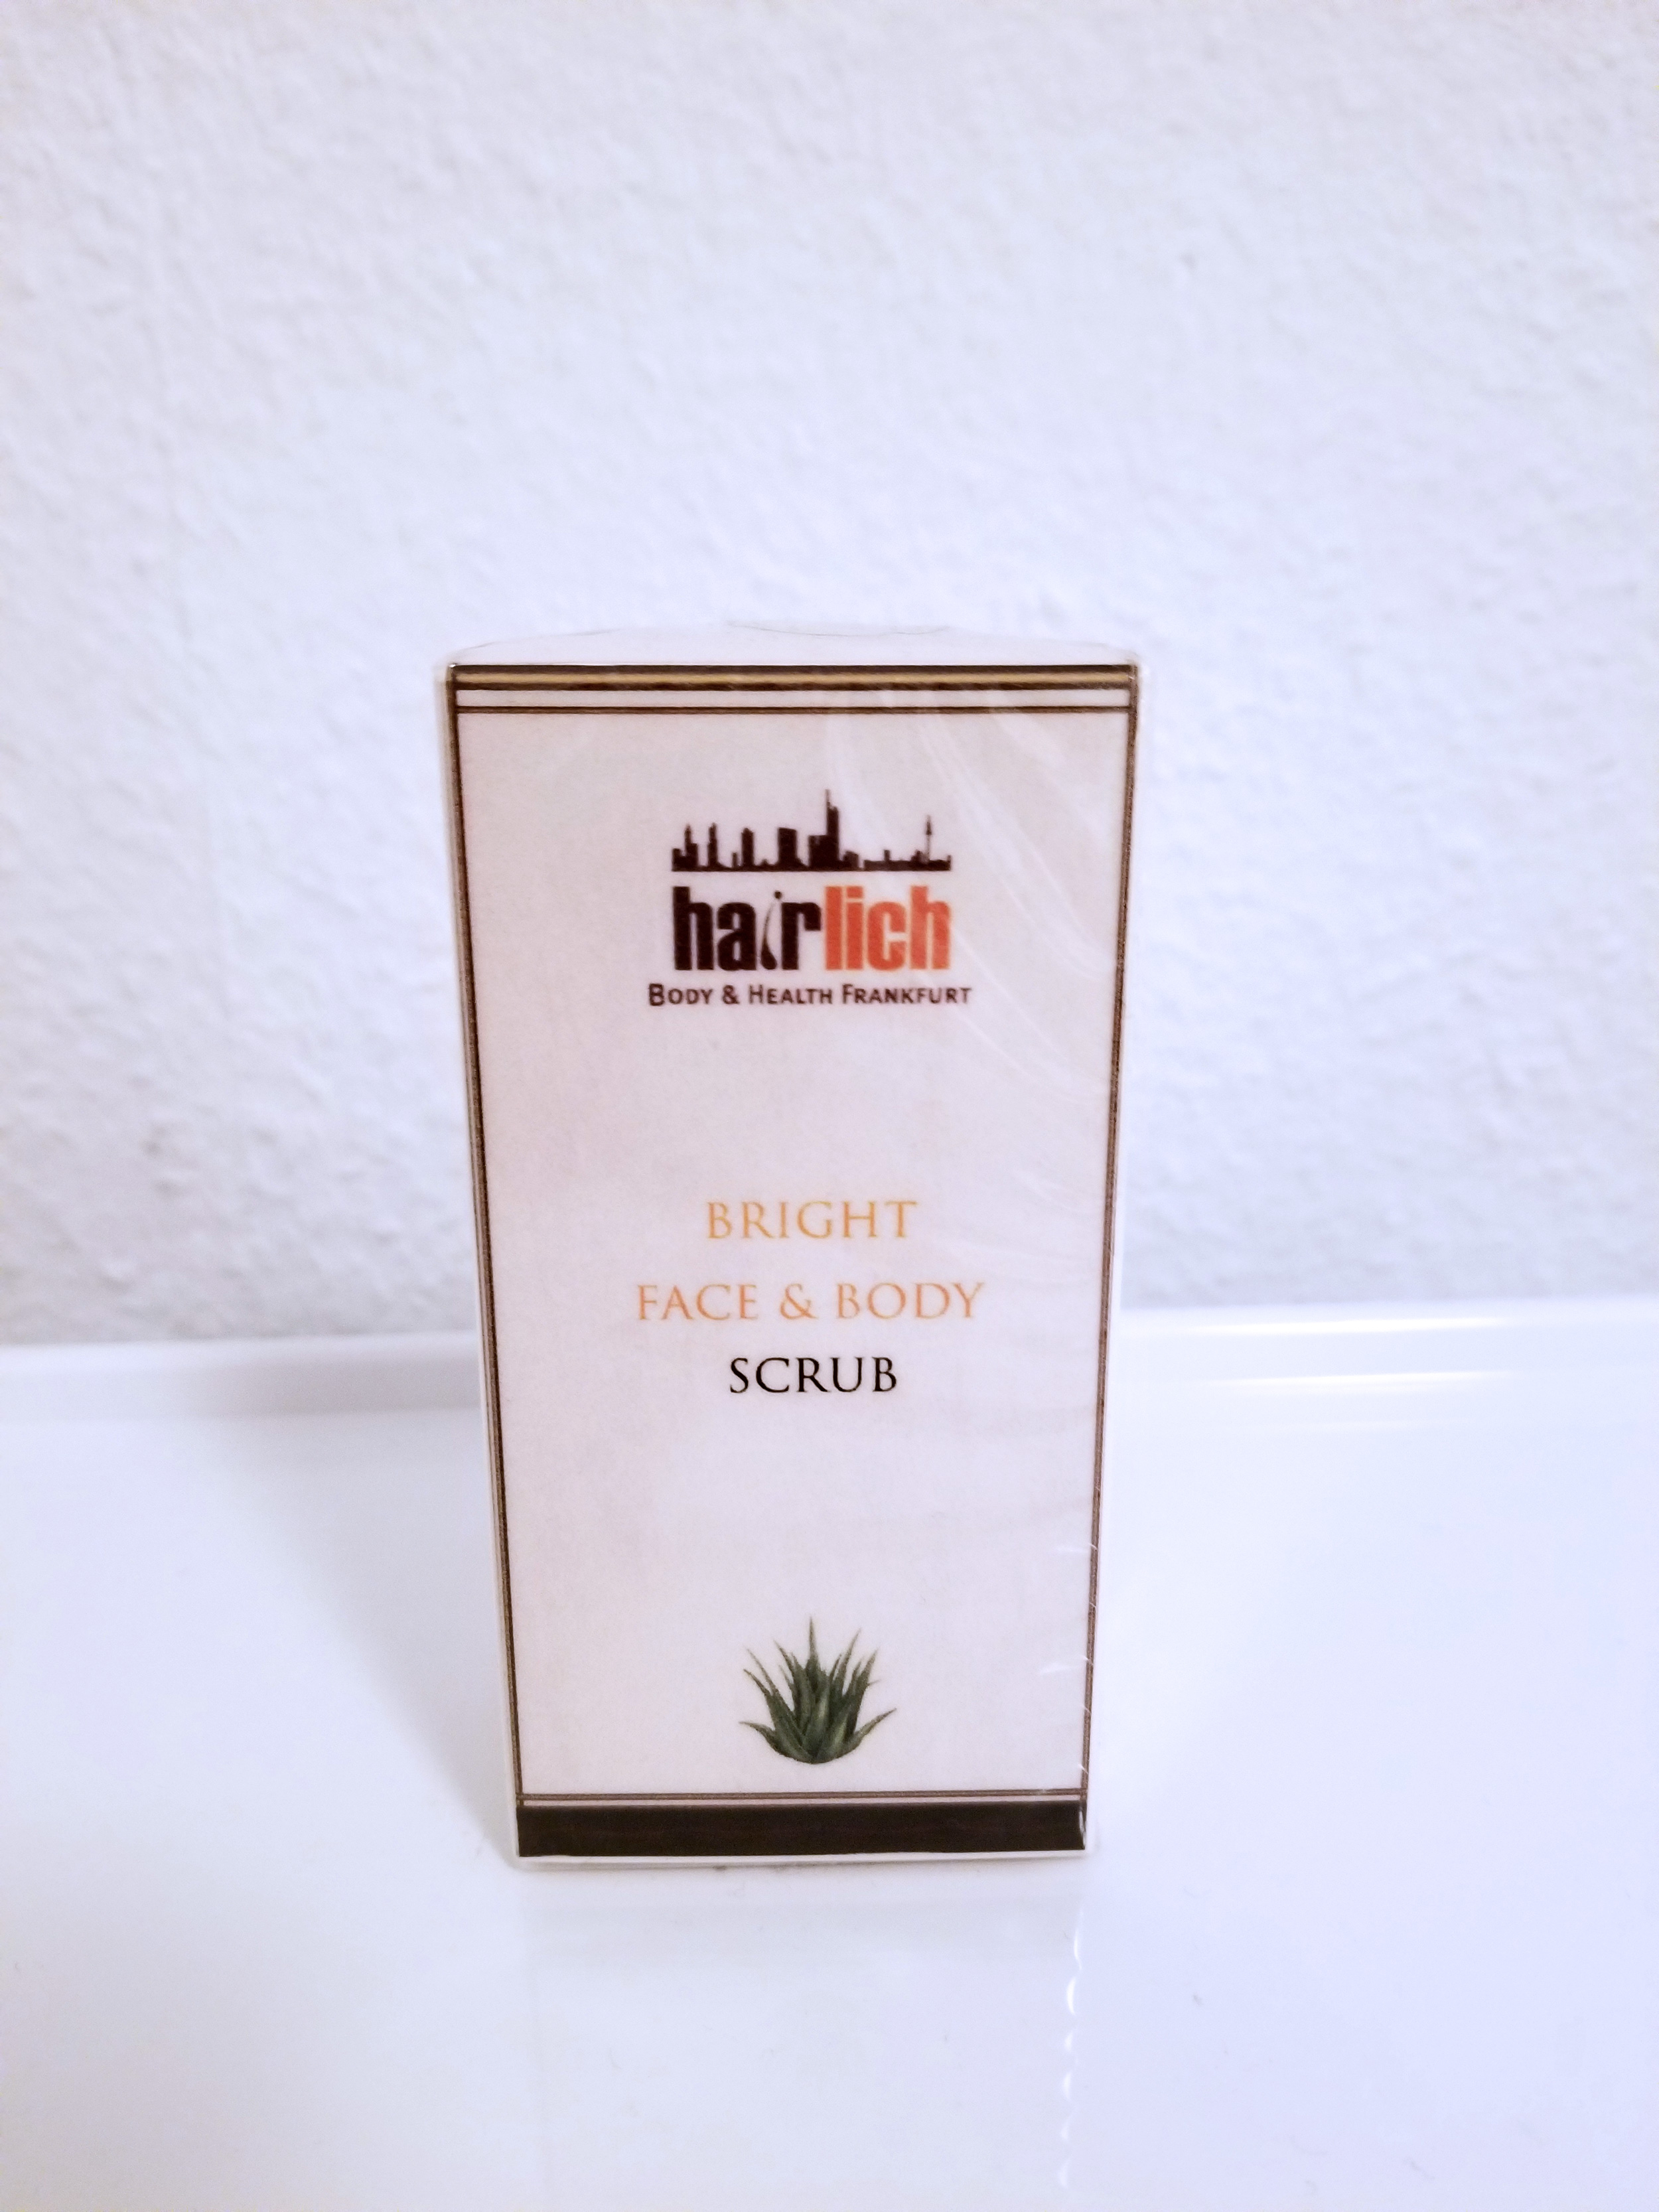 hairlich
BODY & HEALTH FRANKFURT
BRIGHT
FACE & BODY
SCRUB